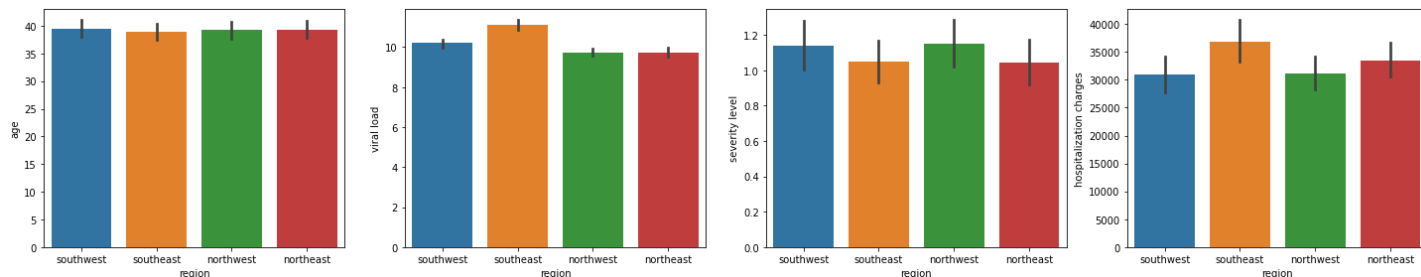 age
40
35
30
25
20
15
10
5
0
southwest southeast northwest northeast
region
viral load
10
8
6
4
2
0
southwest southeast northwest northeast
region
severity level
1.2
1.0
0.8
0.6
0.4
0.2
0.0
southwest southeast northwest northeast
region
hospitalization charges
40000
35000
30000
25000
20000
15000
10000
5000
0
southwest southeast northwest northeast
region